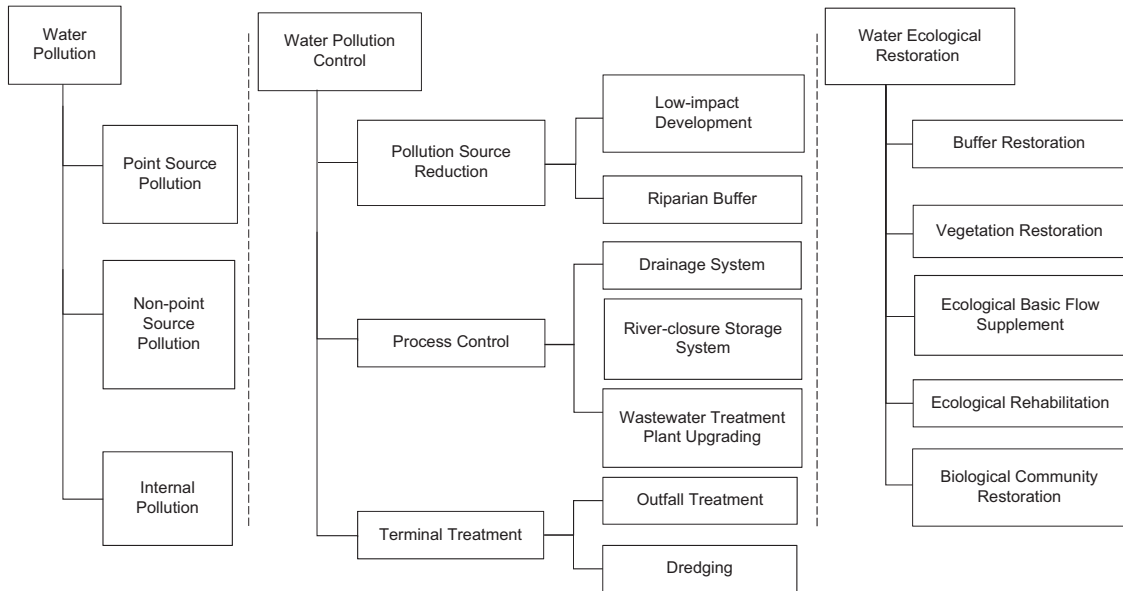 Water
Pollution
Point Source
Pollution
Non-point
Source
Pollution
Internal
Pollution
Water Pollution
Control
Pollution Source
Reduction
Low-impact
Development
Riparian Buffer
Process Control
Drainage System
River-closure Storage
System
Wastewater Treatment
Plant Upgrading
Terminal Treatment
Outfall Treatment
Dredging
Water Ecological
Restoration
Buffer Restoration
Vegetation Restoration
Ecological Basic Flow
Supplement
Ecological Rehabilitation
Biological Community
Restoration